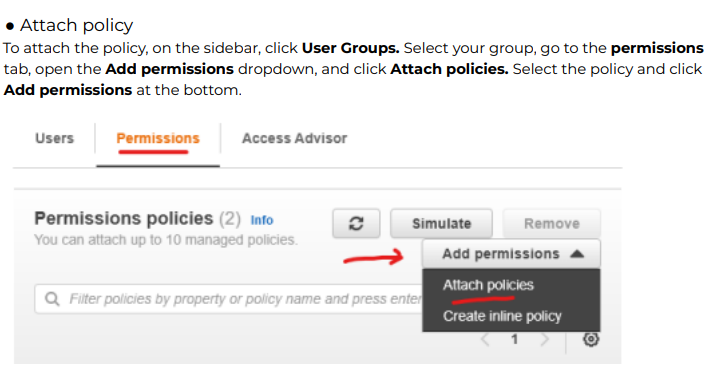 ● Attach policy
To attach the policy, on the sidebar, click User Groups. Select your group, go to the permissions
tab, open the Add permissions dropdown, and click Attach policies. Select the policy and click
Add permissions at the bottom.
Users Permissions Access Advisor
Permissions policies (2) Info
Simulate Remove
You can attach up to 10 managed policies.
Add permissions
Filter policies by property or policy name and press enter
Attach policies
Create inline policy
1